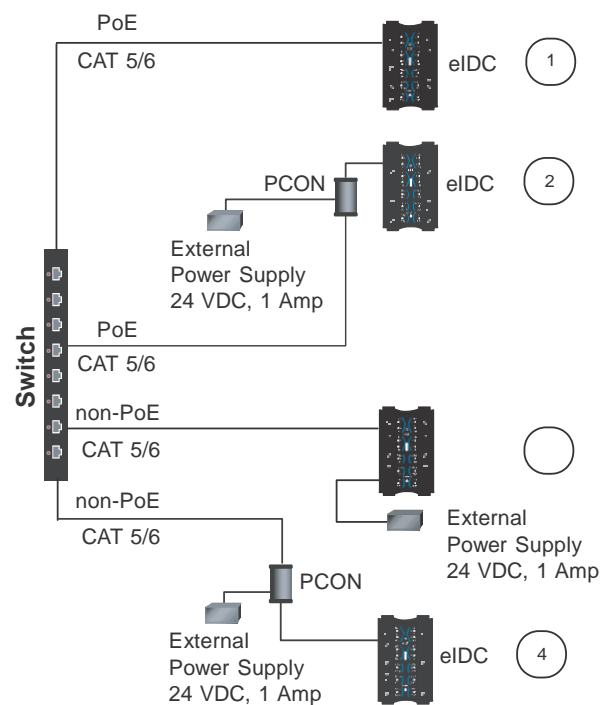 PoE
CAT 5/6
eIDC
1
PCON
eIDC
2
External
Power Supply
24 VDC, 1 Amp
Switch
PoE
CAT 5/6
non-PoE
CAT 5/6
External
Power Supply
24 VDC, 1 Amp
non-PoE
CAT 5/6
PCON
External
Power Supply
24 VDC, 1 Amp
eIDC
4